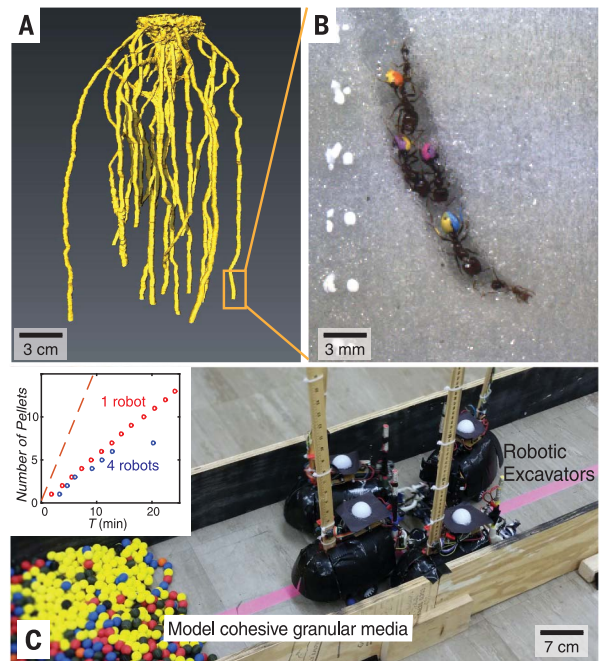 A
B
3 cm
3 mm
Number of Pellets
10
5
0
1 robot
4 robots
0
10
20
T (min)
Robotic
Excavators
C
Model cohesive granular media
7 cm